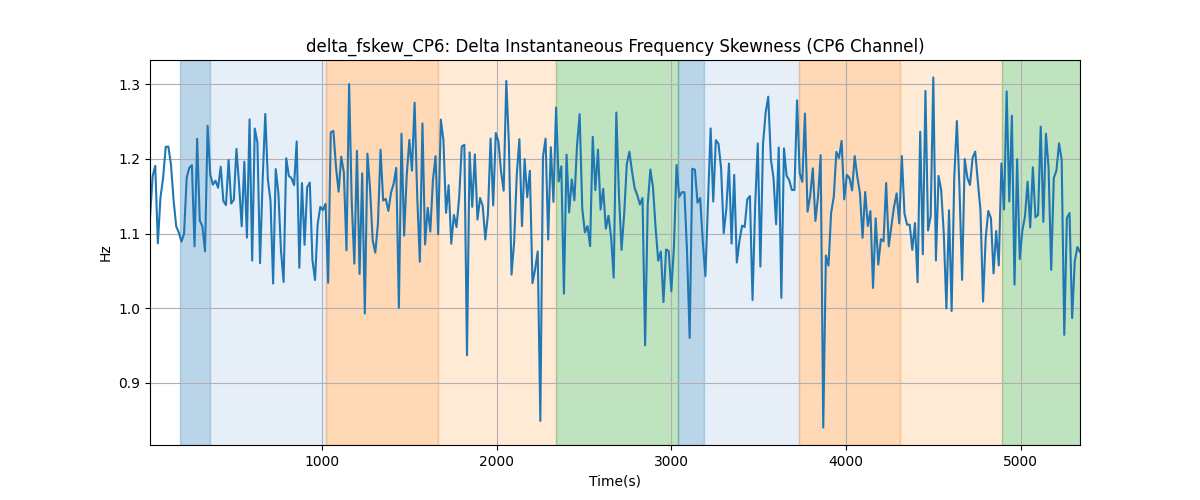 delta_fskew_CP6: Delta Instantaneous Frequency Skewness (CP6 Channel)
1.3
1.2
1.1
1.0
0.9
Hz
1000 2000 3000 4000 5000
Time(s)